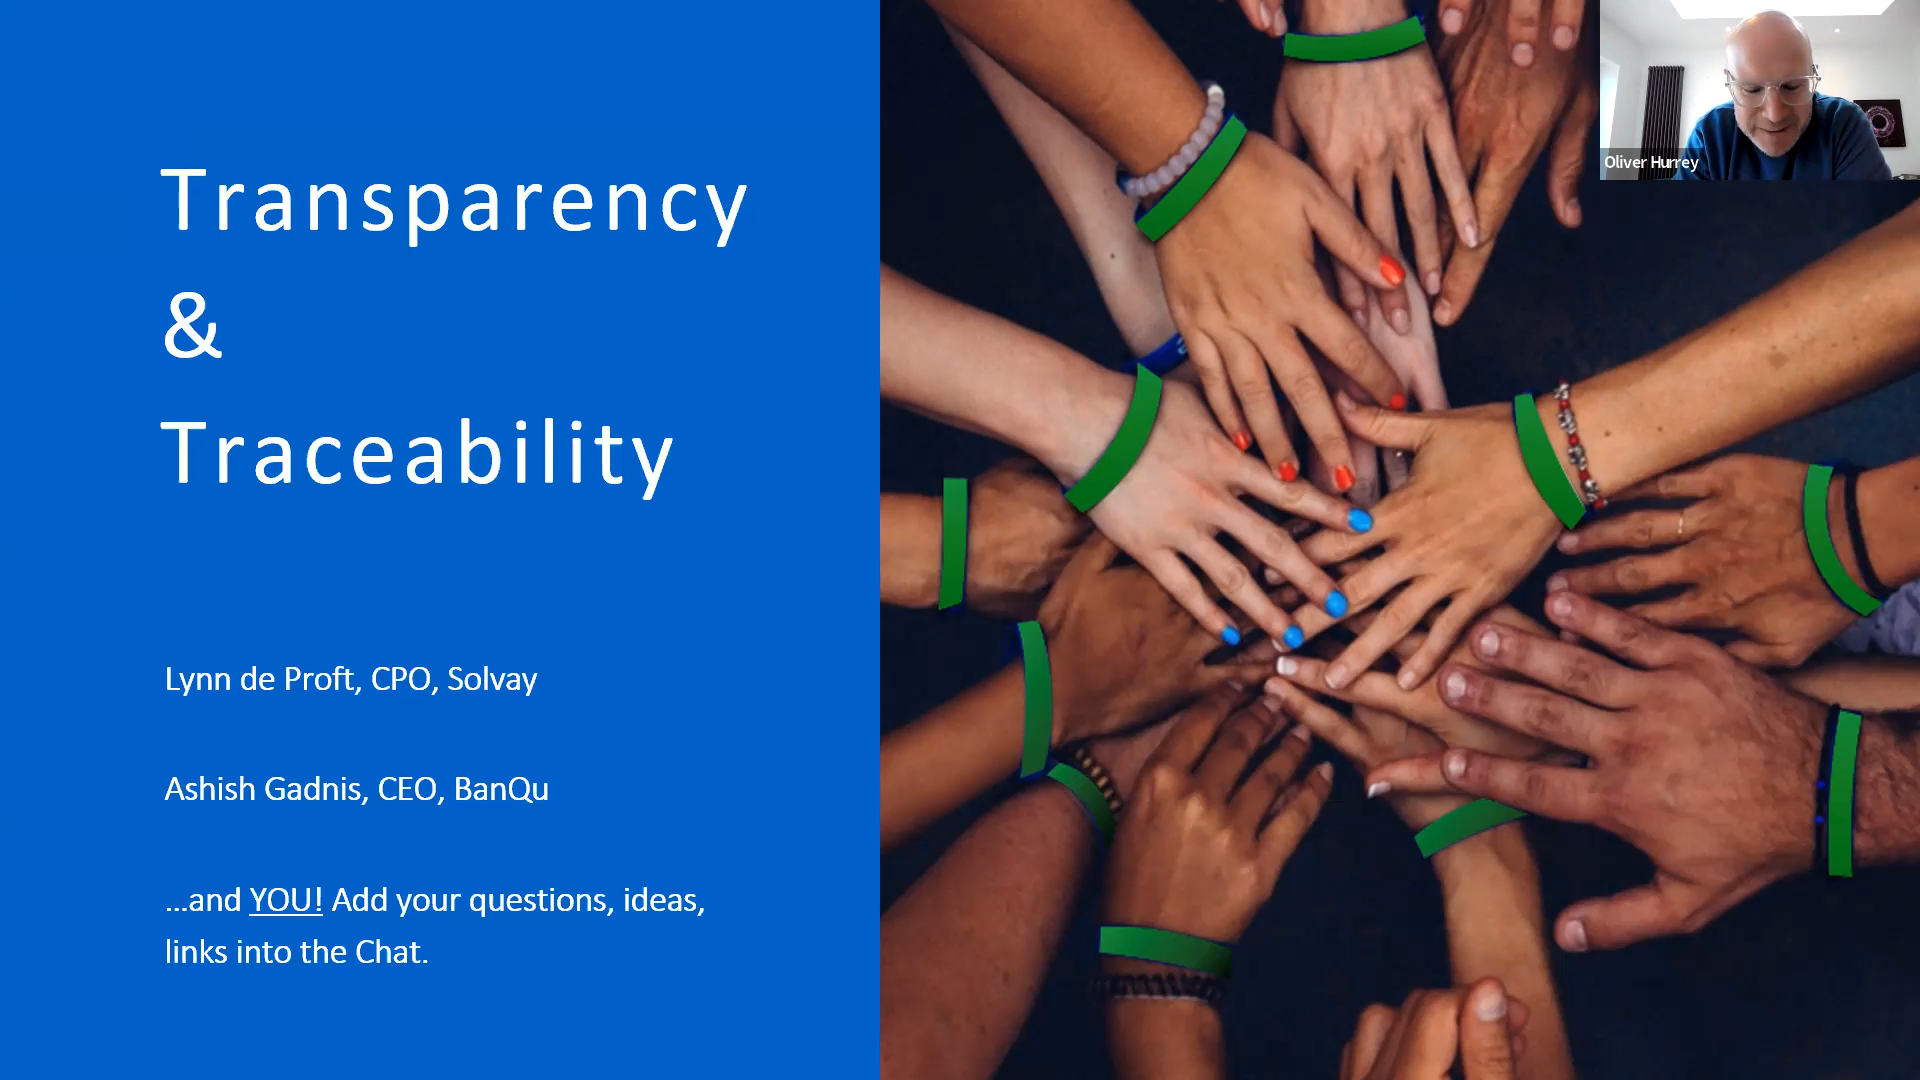 Transparency
&
Traceability
Lynn de Proft, CPO, Solvay
Ashish Gadnis, CEO, BanQu
...and YOU! Add your questions, ideas,
links into the Chat.
Oliver Hurrey